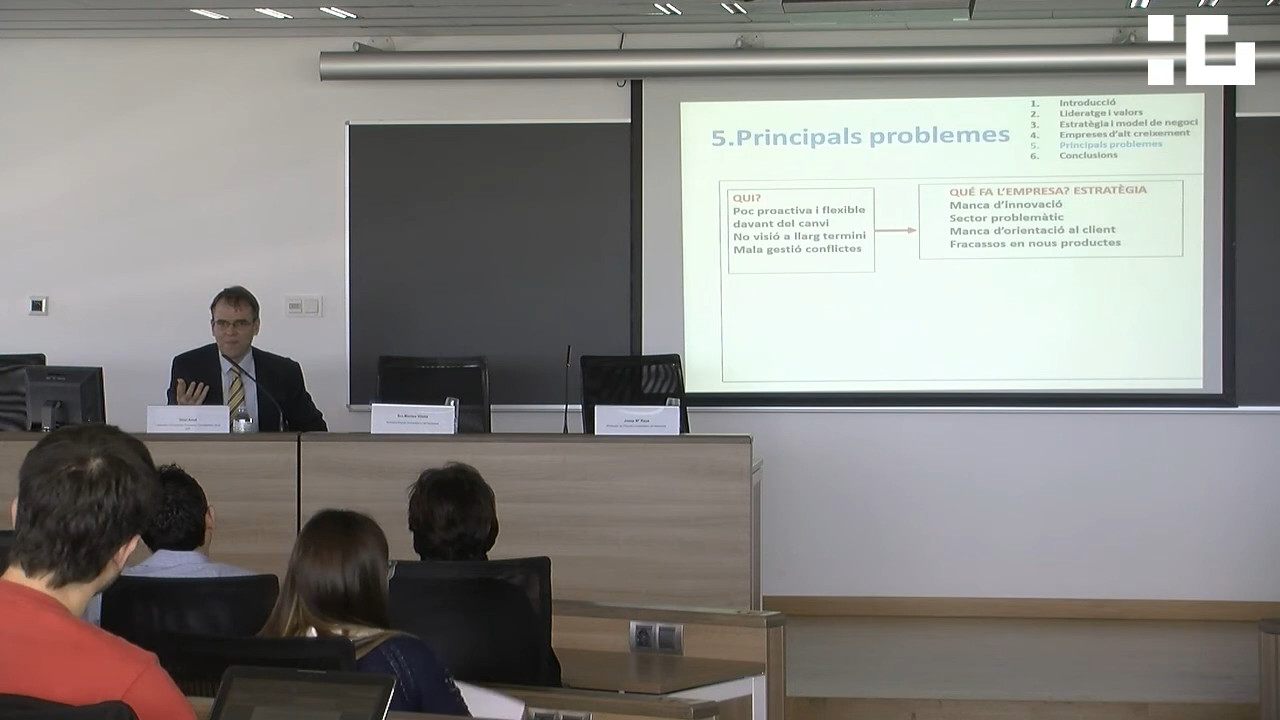 5.Principals problemes
1. Introducció
2. Lideratge i valors
3. Estratègia i model de negoci
4. Empreses d'alt creixement
5. Principals problemes
6. Conclusions
QUI?
Poc proactiva i flexible
davant del canvi
No visió a llarg termini
Mala gestió conflictes
QUÉ FA L'EMPRESA? ESTRATÈGIA
Manca d'innovació
Sector problemàtic
Manca d'orientació al client
Fracassos en nous productes